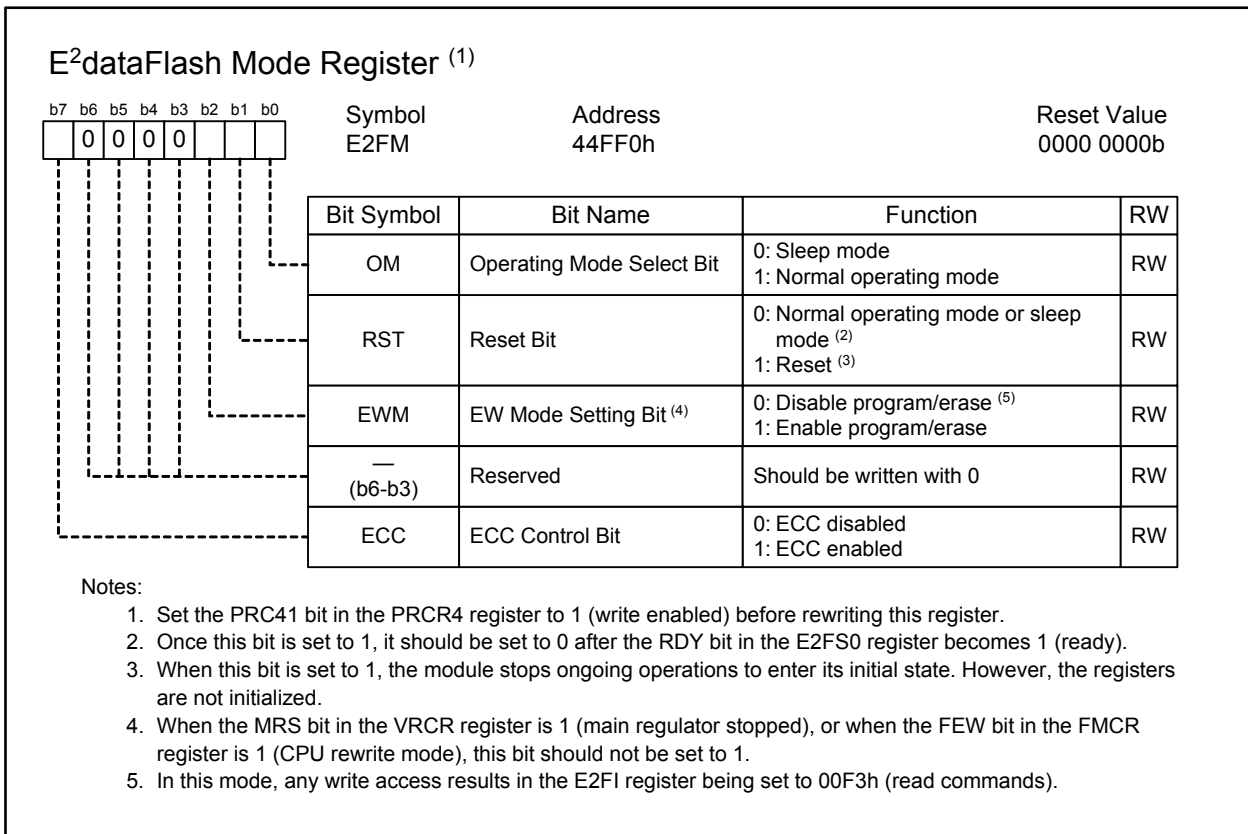 E²dataFlash Mode Register (1)
b7 b6 b5 b4 b3 b2 b1 b0
0 0 0 0
Symbol Address Reset Value
E2FM 44FF0h 0000 0000b
Bit Symbol Bit Name Function RW
OM Operating Mode Select Bit 0: Sleep mode
1: Normal operating mode RW
RST Reset Bit 0: Normal operating mode or sleep
mode (2)
1: Reset (3) RW
EWM EW Mode Setting Bit (4) 0: Disable program/erase (5)
1: Enable program/erase RW
—
(b6-b3) Reserved Should be written with 0 RW
ECC ECC Control Bit 0: ECC disabled
1: ECC enabled RW
Notes:
1. Set the PRC41 bit in the PRCR4 register to 1 (write enabled) before rewriting this register.
2. Once this bit is set to 1, it should be set to 0 after the RDY bit in the E2FS0 register becomes 1 (ready).
3. When this bit is set to 1, the module stops ongoing operations to enter its initial state. However, the registers
are not initialized.
4. When the MRS bit in the VRCR register is 1 (main regulator stopped), or when the FEW bit in the FMCR
register is 1 (CPU rewrite mode), this bit should not be set to 1.
5. In this mode, any write access results in the E2FI register being set to 00F3h (read commands).